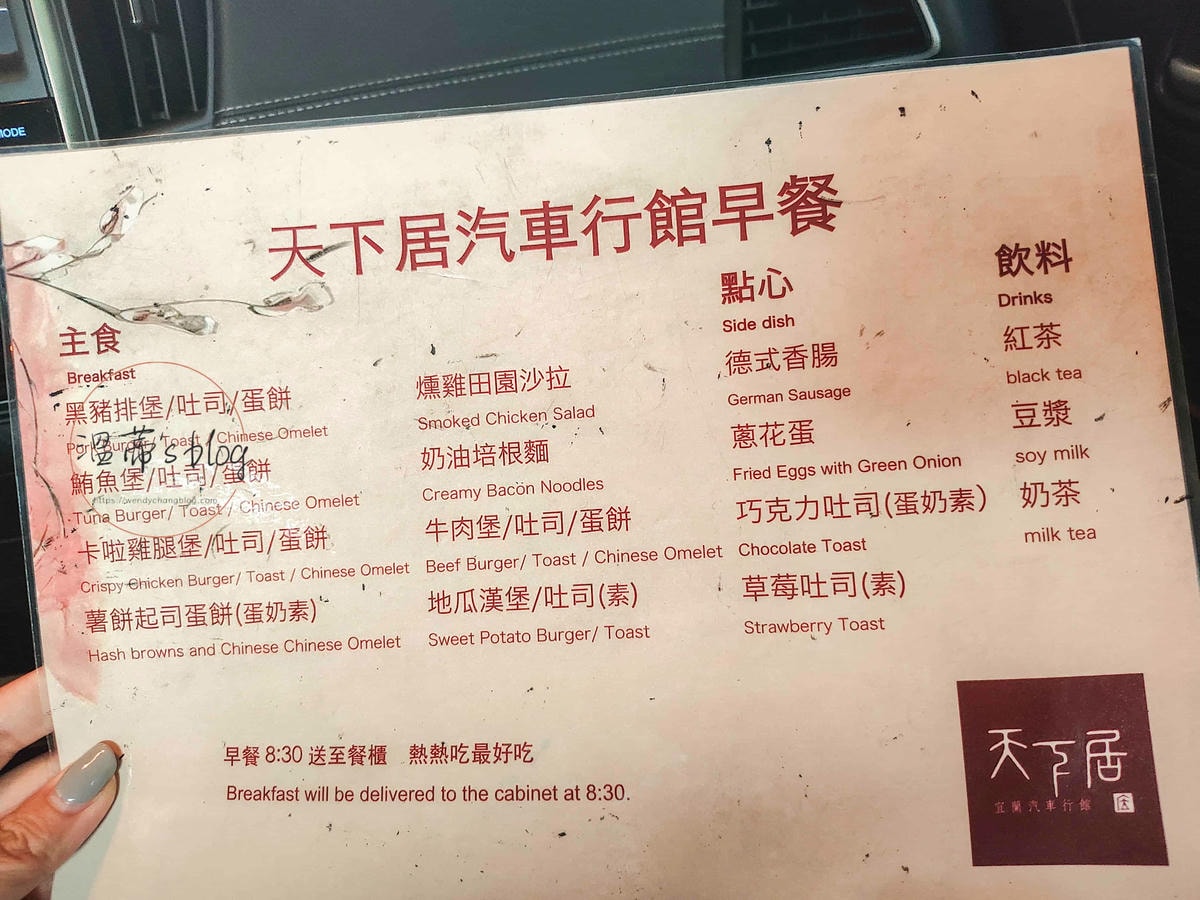 MODE
天下居汽車行館早餐
主食
Breakfast
黑豬排堡/吐司/蛋餅
Pork Burger/ Toast / Chinese Omelet
鮪魚堡/吐司/蛋餅
Tuna Burger/ Toast / Chinese Omelet
卡啦雞腿堡/吐司/蛋餅
Crispy Chicken Burger/ Toast / Chinese Omelet
薯餅起司蛋餅(蛋奶素)
Hash browns and Chinese Chinese Omelet
燻雞田園沙拉
Smoked Chicken Salad
奶油培根麵
Creamy Bacon Noodles
牛肉堡/吐司/蛋餅
Beef Burger/ Toast / Chinese Omelet
地瓜漢堡/吐司(素)
Sweet Potato Burger/ Toast
點心
Side dish
德式香腸
German Sausage
蔥花蛋
Fried Eggs with Green Onion
巧克力吐司(蛋奶素)
Chocolate Toast
草莓吐司(素)
Strawberry Toast
飲料
Drinks
紅茶
black tea
豆漿
soy milk
奶茶
milk tea
溫蒂's blog
https://wendychangblog.com
早餐 8:30 送至餐櫃 熱熱吃最好吃
Breakfast will be delivered to the cabinet at 8:30.
天下居
宜蘭汽車行館